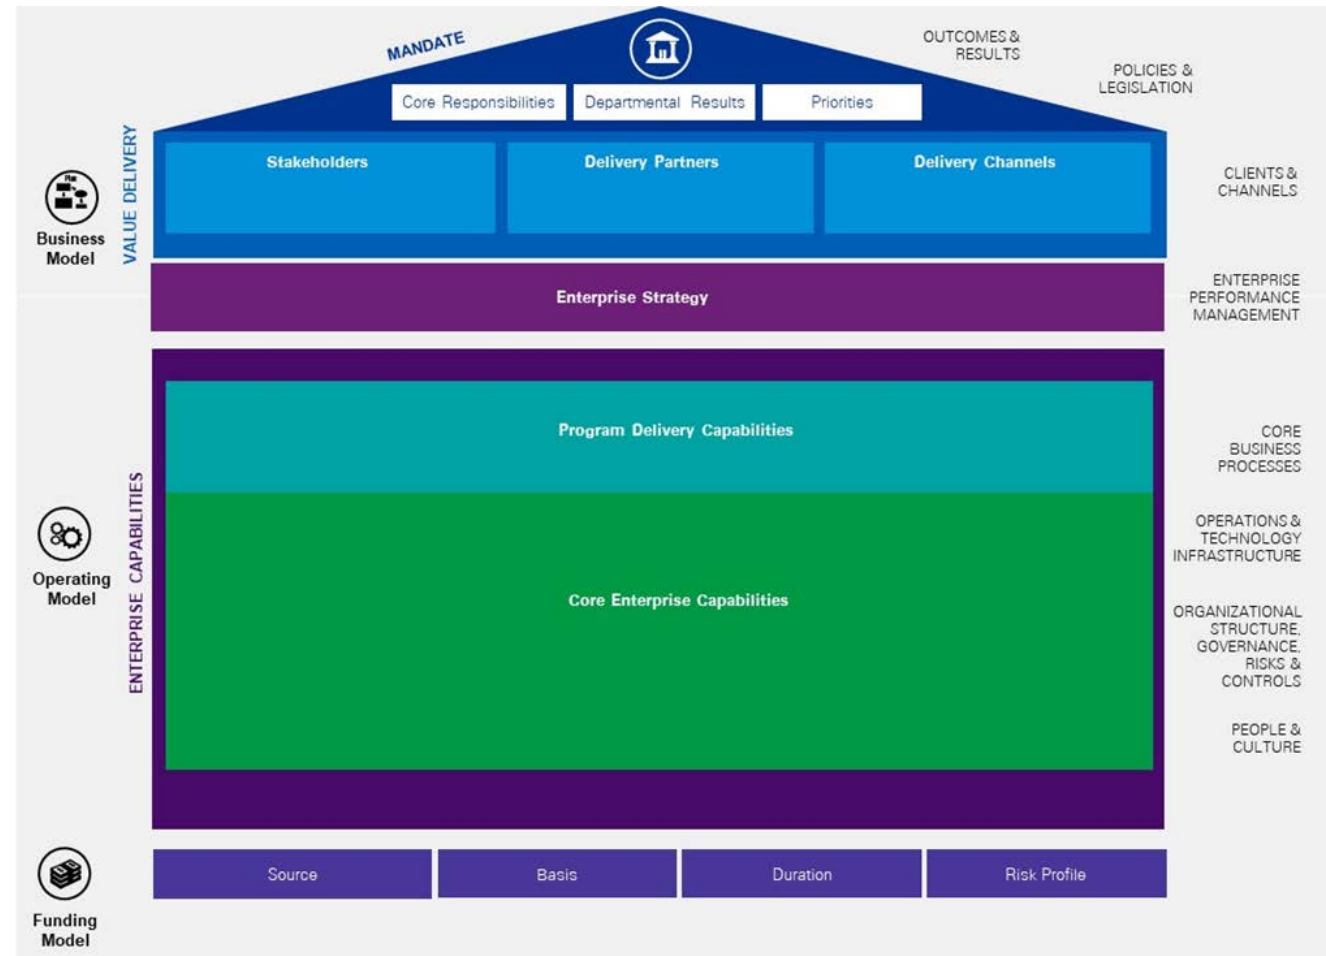 MANDATE
OUTCOMES &
RESULTS
POLICIES &
LEGISLATION
Core Responsibilities
Departmental Results
Priorities
VALUE DELIVERY
Business
Model
Stakeholders
Delivery Partners
Delivery Channels
CLIENTS &
CHANNELS
Enterprise Strategy
ENTERPRISE
PERFORMANCE
MANAGEMENT
ENTERPRISE CAPABILITIES
Operating
Model
Program Delivery Capabilities
CORE
BUSINESS
PROCESSES
Core Enterprise Capabilities
OPERATIONS &
TECHNOLOGY
INFRASTRUCTURE
ORGANIZATIONAL
STRUCTURE,
GOVERNANCE,
RISKS &
CONTROLS
PEOPLE &
CULTURE
Funding
Model
Source
Basis
Duration
Risk Profile